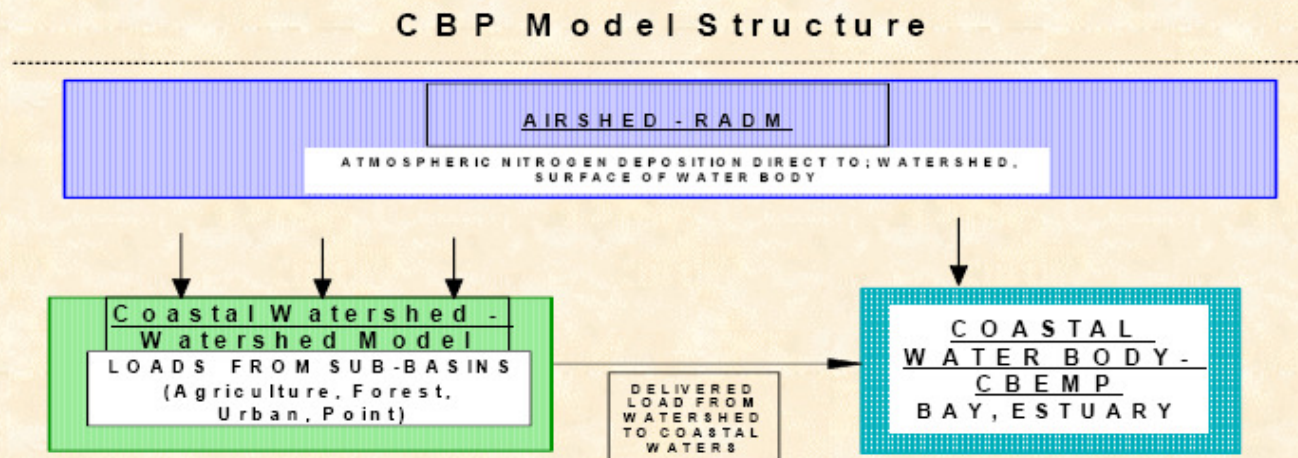 CBP Model Structure
AIRSHED - RADM
ATMOSPHERIC NITROGEN DEPOSITION DIRECT TO; WATERSHED,
SURFACE OF WATER BODY
Coastal Watershed -
Watershed Model
LOADS FROM SUB-BASINS
(Agriculture, Forest,
Urban, Point)
DELIVERED
LOAD FROM
WATERSHED
TO COASTAL
WATERS
COASTAL
WATER BODY-
CBEMP
BAY, ESTUARY